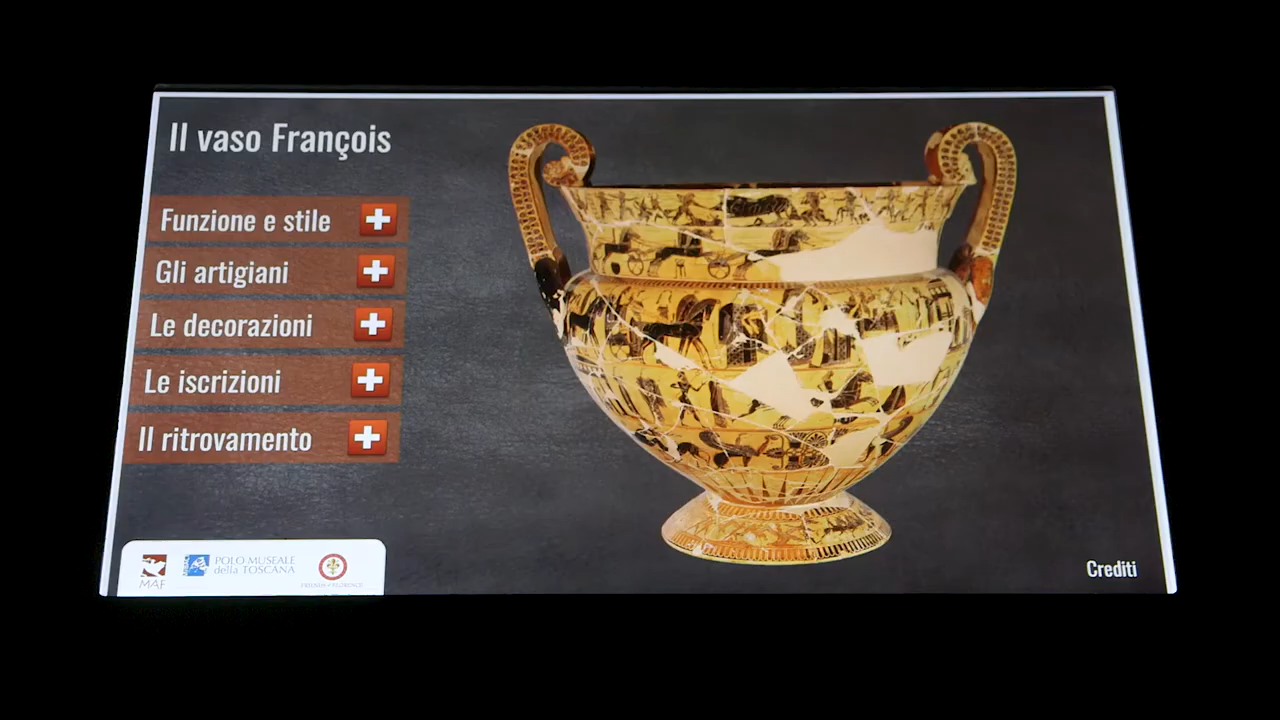 Il vaso François
Funzione e stile
Gli artigiani
Le decorazioni
Le iscrizioni
Il ritrovamento
MAF
POLO MUSEALE
della TOSCANA
Crediti